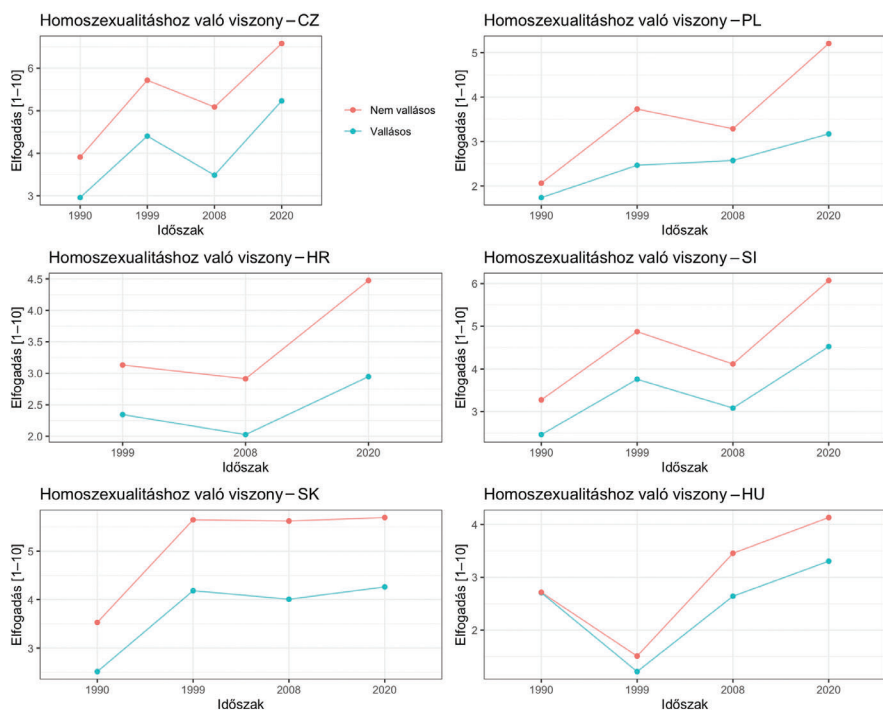 Homoszexualitáshoz való viszony – CZ
Elfogadás [1–10]
6
5
4
3
1990 1999 2008 2020
Időszak
Nem vallásos
Vallásos
Homoszexualitáshoz való viszony – PL
Elfogadás [1–10]
5
4
3
2
1990 1999 2008 2020
Időszak
Homoszexualitáshoz való viszony – HR
Elfogadás [1–10]
4.5
4.0
3.5
3.0
2.5
2.0
1999 2008 2020
Időszak
Homoszexualitáshoz való viszony – SI
Elfogadás [1–10]
6
5
4
3
1990 1999 2008 2020
Időszak
Homoszexualitáshoz való viszony – SK
Elfogadás [1–10]
5
4
3
1990 1999 2008 2020
Időszak
Homoszexualitáshoz való viszony – HU
Elfogadás [1–10]
4
3
2
1990 1999 2008 2020
Időszak